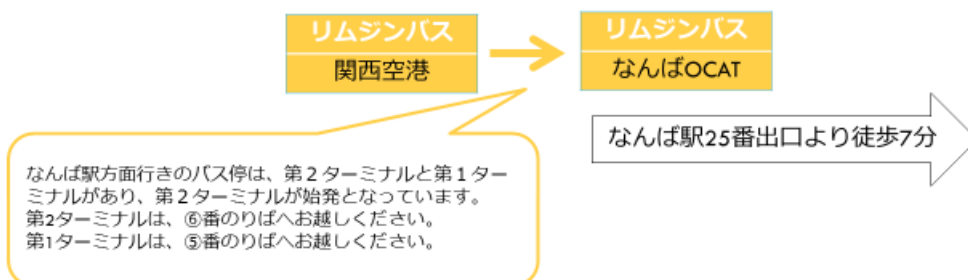 リムジンバス
関西空港
リムジンバス
なんばOCAT
なんば駅25番出口より徒歩7分
なんば駅方面行きのバス停は、第２ターミナルと第１ター
ミナルがあり、第２ターミナルが始発となっています。
第2ターミナルは、⑥番のりばへお越しください。
第1ターミナルは、⑤番のりばへお越しください。